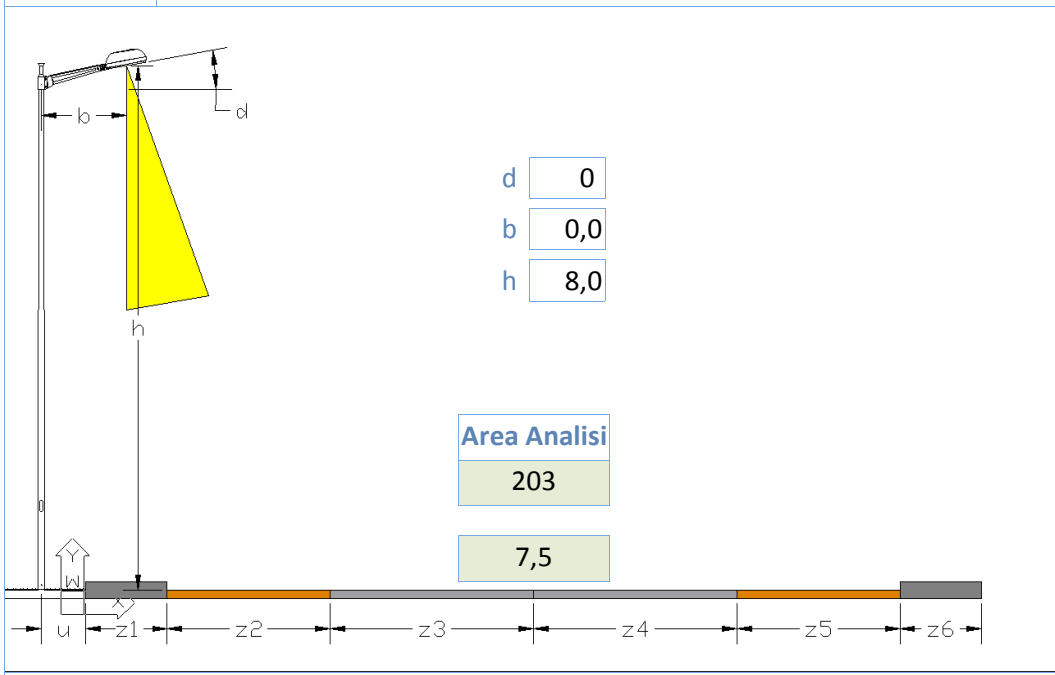 d
b
h
d 0
b 0,0
h 8,0
Area Analisi
203
7,5
Y
W
X
u z1 z2 z3 z4 z5 z6